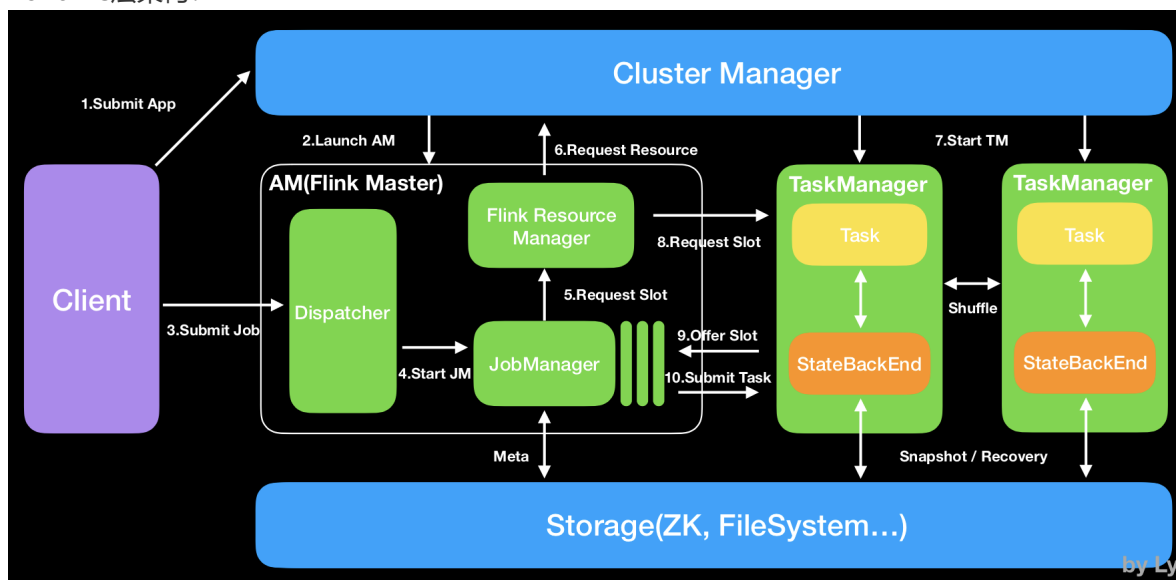 Cluster Manager
1.Submit App
2.Launch AM
6.Request Resource
7.Start TM
AM(Flink Master)
TaskManager
TaskManager
Flink Resource
Manager
Task
Task
8.Request Slot
Client
3.Submit Job
Dispatcher
5.Request Slot
Shuffle
4.Start JM
JobManager
9.Offer Slot
10.Submit Task
StateBackEnd
StateBackEnd
Meta
Snapshot / Recovery
Storage(ZK, FileSystem...)
by